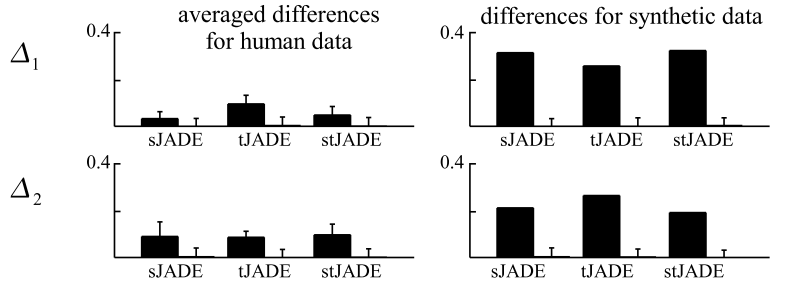 averaged differences
for human data
differences for synthetic data
Δ1
0.4
sJADE tJADE stJADE
0.4
sJADE tJADE stJADE
Δ2
0.4
sJADE tJADE stJADE
0.4
sJADE tJADE stJADE